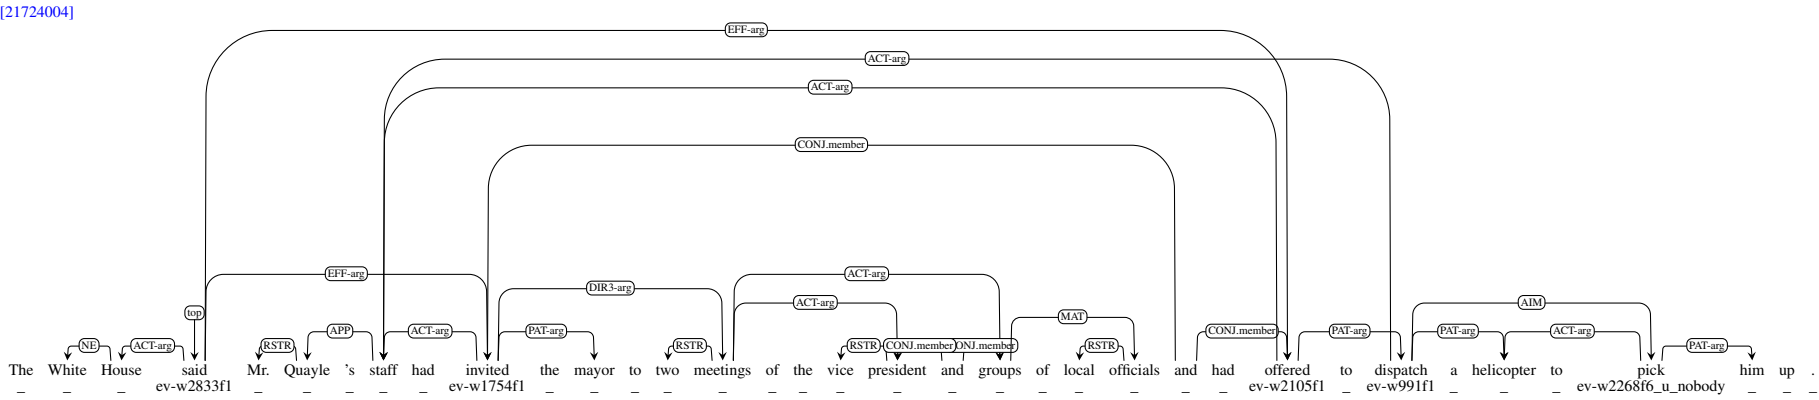 [21724004]
EFF-arg
ACT-arg
ACT-arg
CONJ.member
EFF-arg ACT-arg
DIR3-arg
ACT-arg AIM
top MAT
APP ACT-arg PAT-arg CONJ.member PAT-arg PAT-arg ACT-arg
NE ACT-arg RSTR RSTR RSTR CONJ.member ONJ.member RSTR PAT-arg
The White House said Mr. Quayle 's staff had invited the mayor to two meetings of the vice president and groups of local officials and had offered to dispatch a helicopter to pick him up .
ev-w2833f1 ev-w1754f1 ev-w2105f1 ev-w991f1 ev-w2268f6_u_nobody
_ _ _ _ _ _ _ _ _ _ _ _ _ _ _ _ _ _ _ _ _ _ _ _ _ _ _ _ _ _